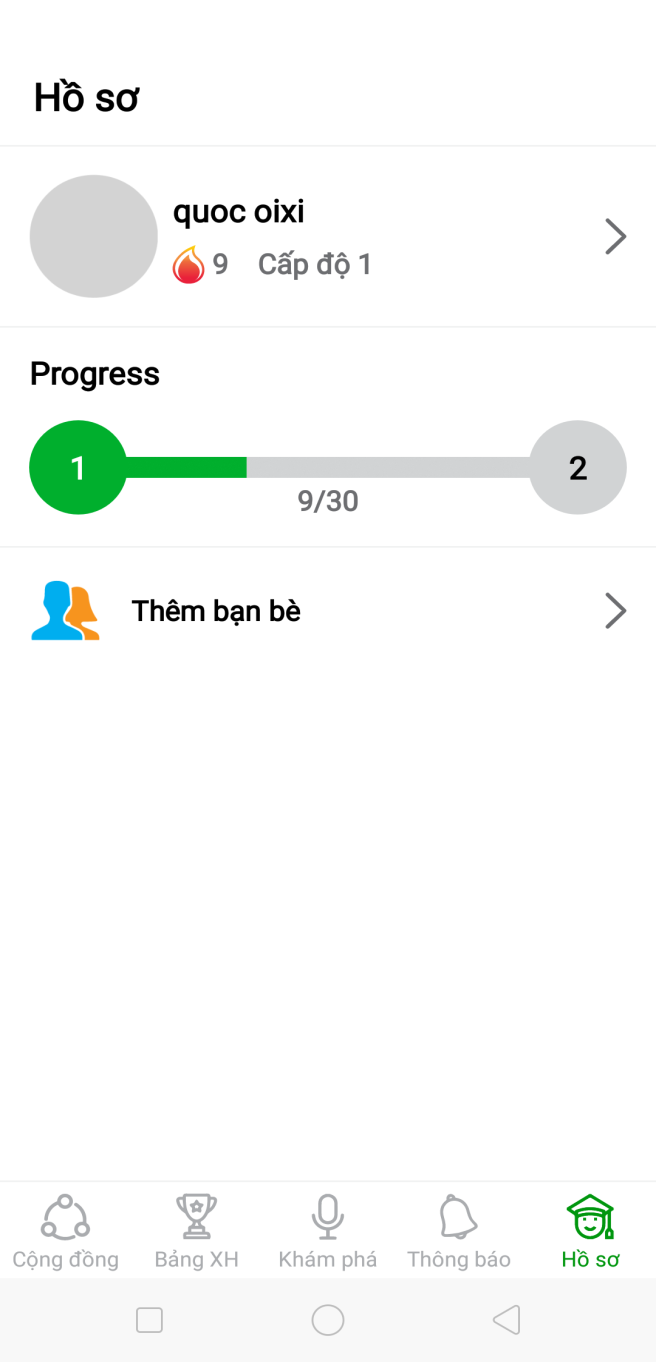 Hồ sơ
quoc oixi
9 Cấp độ 1
Progress
1 2
9/30
Thêm bạn bè
Cộng đồng Bảng XH Khám phá Thông báo Hồ sơ